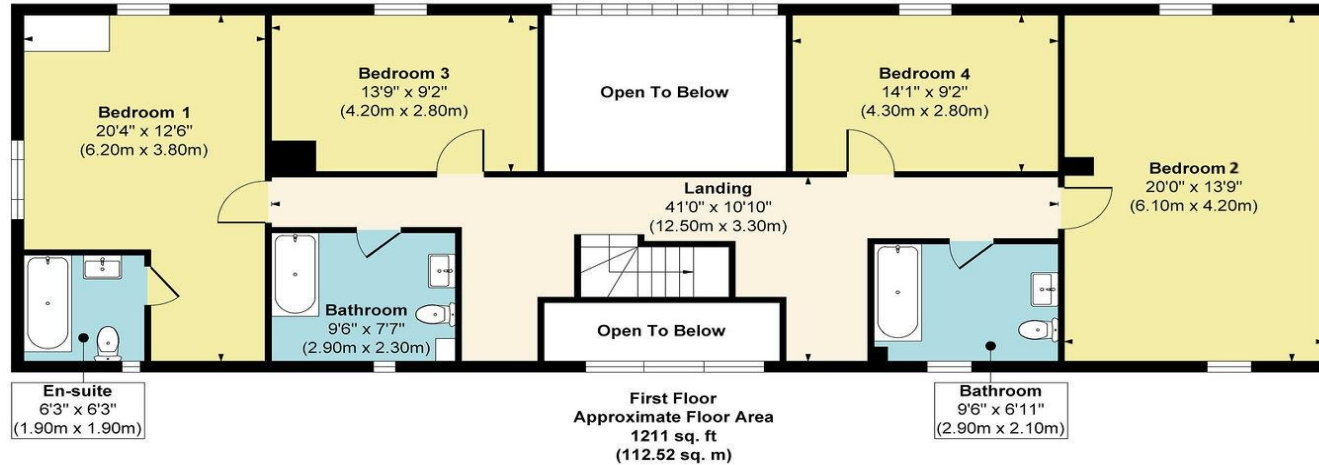 Bedroom 1
20'4" x 12'6"
(6.20m x 3.80m)
Bedroom 3
13'9" x 9'2"
(4.20m x 2.80m)
Open To Below
Bedroom 4
14'1" x 9'2"
(4.30m x 2.80m)
Bedroom 2
20'0" x 13'9"
(6.10m x 4.20m)
Landing
41'0" x 10'10"
(12.50m x 3.30m)
Bathroom
9'6" x 7'7"
(2.90m x 2.30m)
Open To Below
En-suite
6'3" x 6'3"
(1.90m x 1.90m)
Bathroom
9'6" x 6'11"
(2.90m x 2.10m)
First Floor
Approximate Floor Area
1211 sq. ft
(112.52 sq. m)